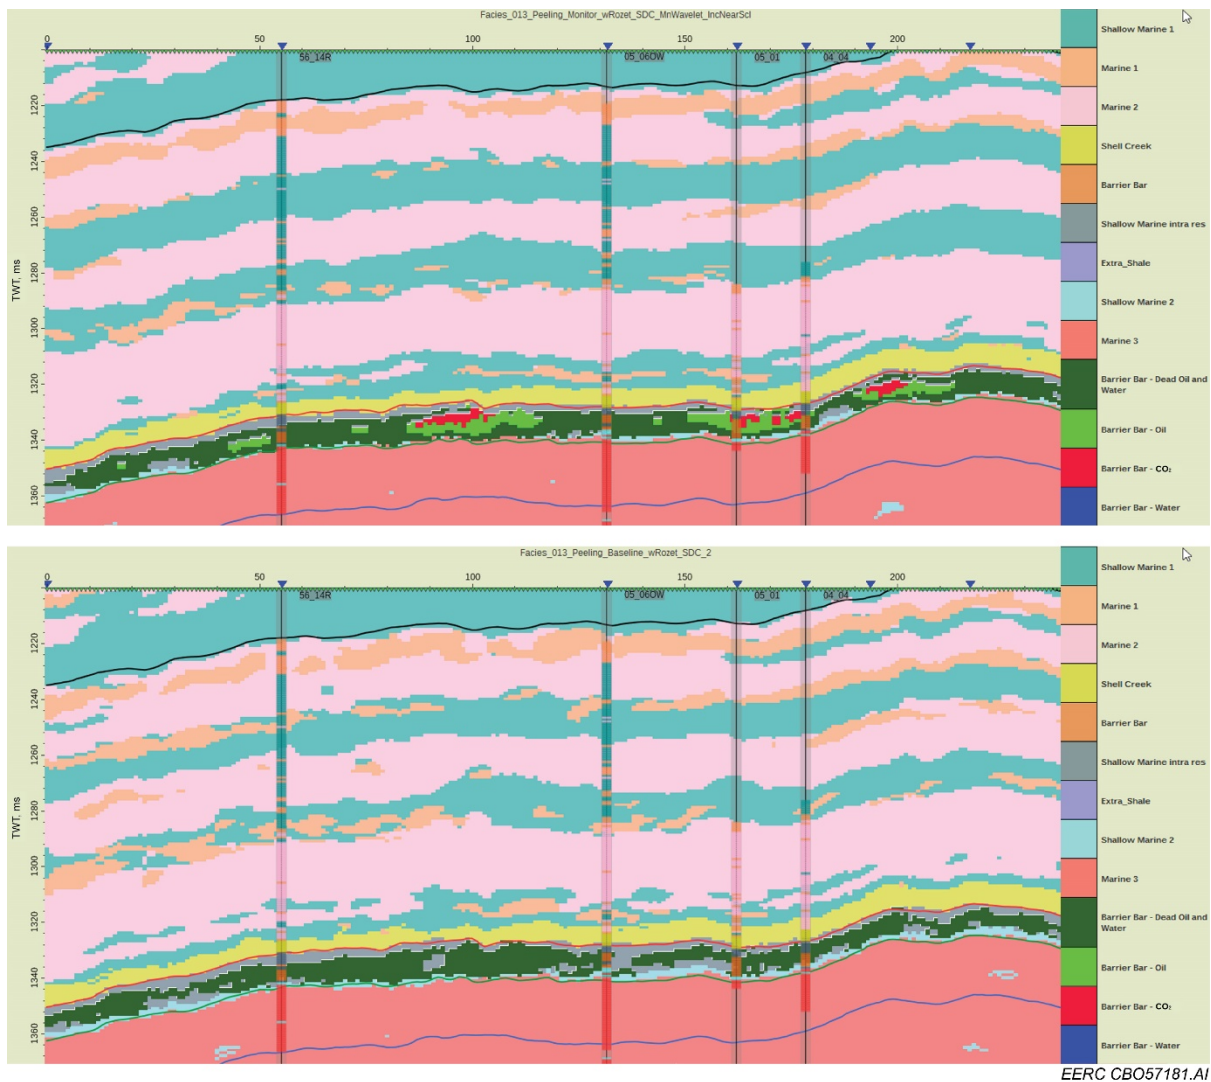 Facies_013_Peeling_Monitor_wRozet_SDC_MnWavelet_IncNearScl
0 50 100 150 200
56_14R 05_06OW 05_01 04_04
TWT, ms
1220
1240
1260
1280
1300
1320
1340
1360
Shallow Marine 1
Marine 1
Marine 2
Shell Creek
Barrier Bar
Shallow Marine intra res
Extra_Shale
Shallow Marine 2
Marine 3
Barrier Bar - Dead Oil and
Water
Barrier Bar - Oil
Barrier Bar - CO₂
Barrier Bar - Water
Facies_013_Peeling_Baseline_wRozet_SDC_2
0 50 100 150 200
56_14R 05_06OW 05_01 04_04
TWT, ms
1220
1240
1260
1280
1300
1320
1340
1360
Shallow Marine 1
Marine 1
Marine 2
Shell Creek
Barrier Bar
Shallow Marine intra res
Extra_Shale
Shallow Marine 2
Marine 3
Barrier Bar - Dead Oil and
Water
Barrier Bar - Oil
Barrier Bar - CO₂
Barrier Bar - Water
EERC CBO57181.AI